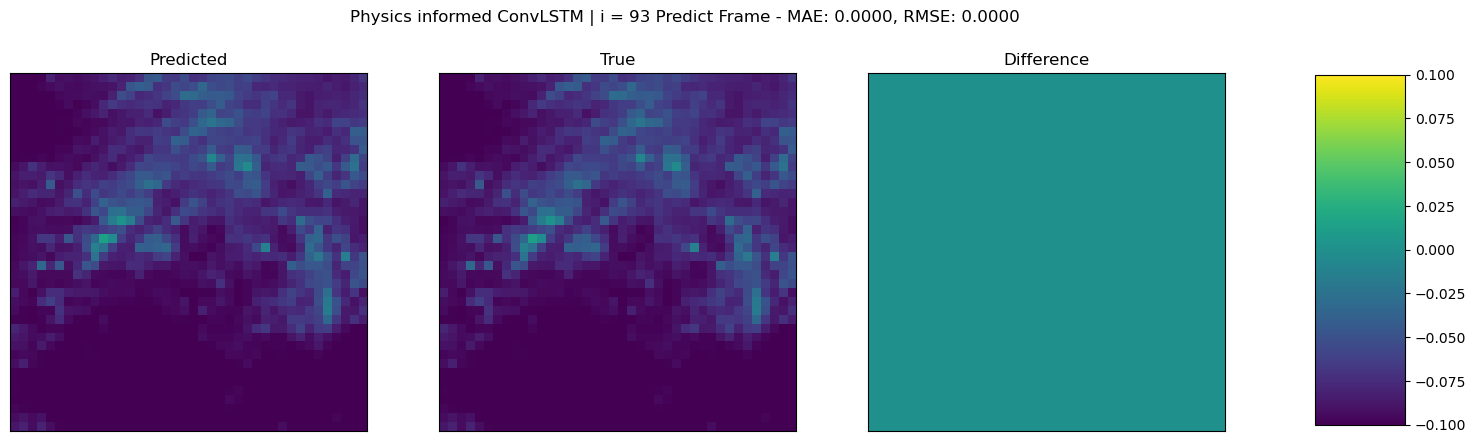 Physics informed ConvLSTM | i = 93 Predict Frame - MAE: 0.0000, RMSE: 0.0000
Predicted
True
Difference
0.100
0.075
0.050
0.025
0.000
−0.025
−0.050
−0.075
−0.100